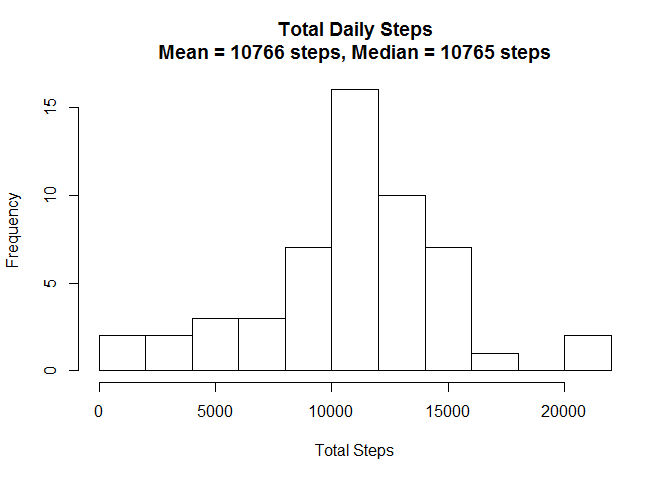 Total Daily Steps
Mean = 10766 steps, Median = 10765 steps
Frequency
15
10
5
0
0 5000 10000 15000 20000
Total Steps